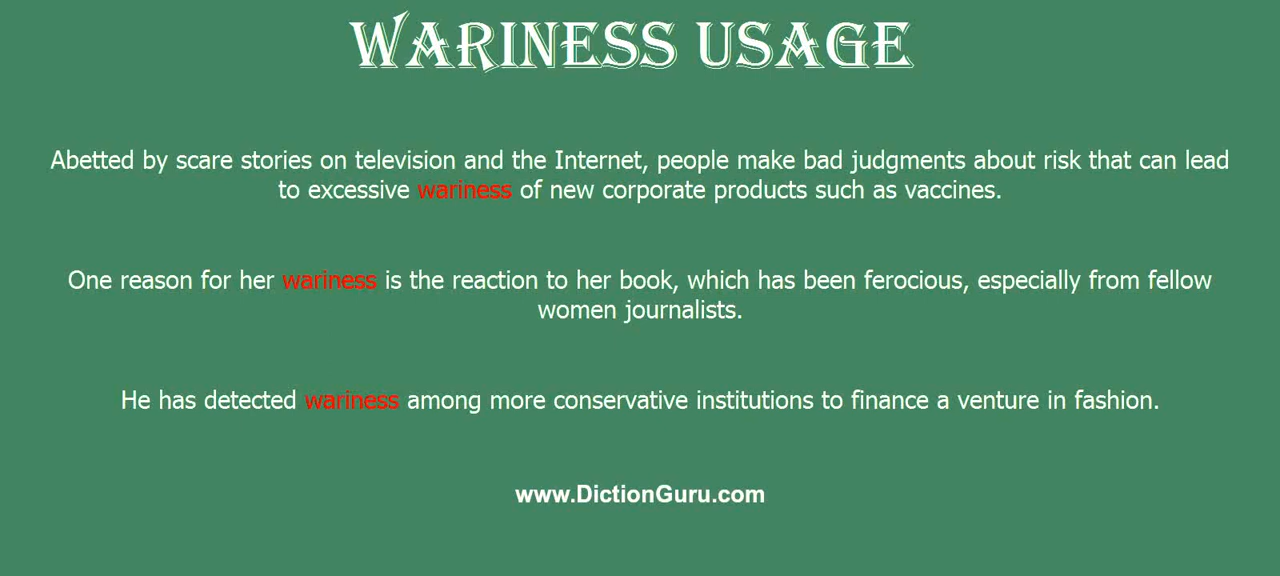 WARINESS USAGE
Abetted by scare stories on television and the Internet, people make bad judgments about risk that can lead
to excessive wariness of new corporate products such as vaccines.
One reason for her wariness is the reaction to her book, which has been ferocious, especially from fellow
women journalists.
He has detected wariness among more conservative institutions to finance a venture in fashion.
www.DictionGuru.com